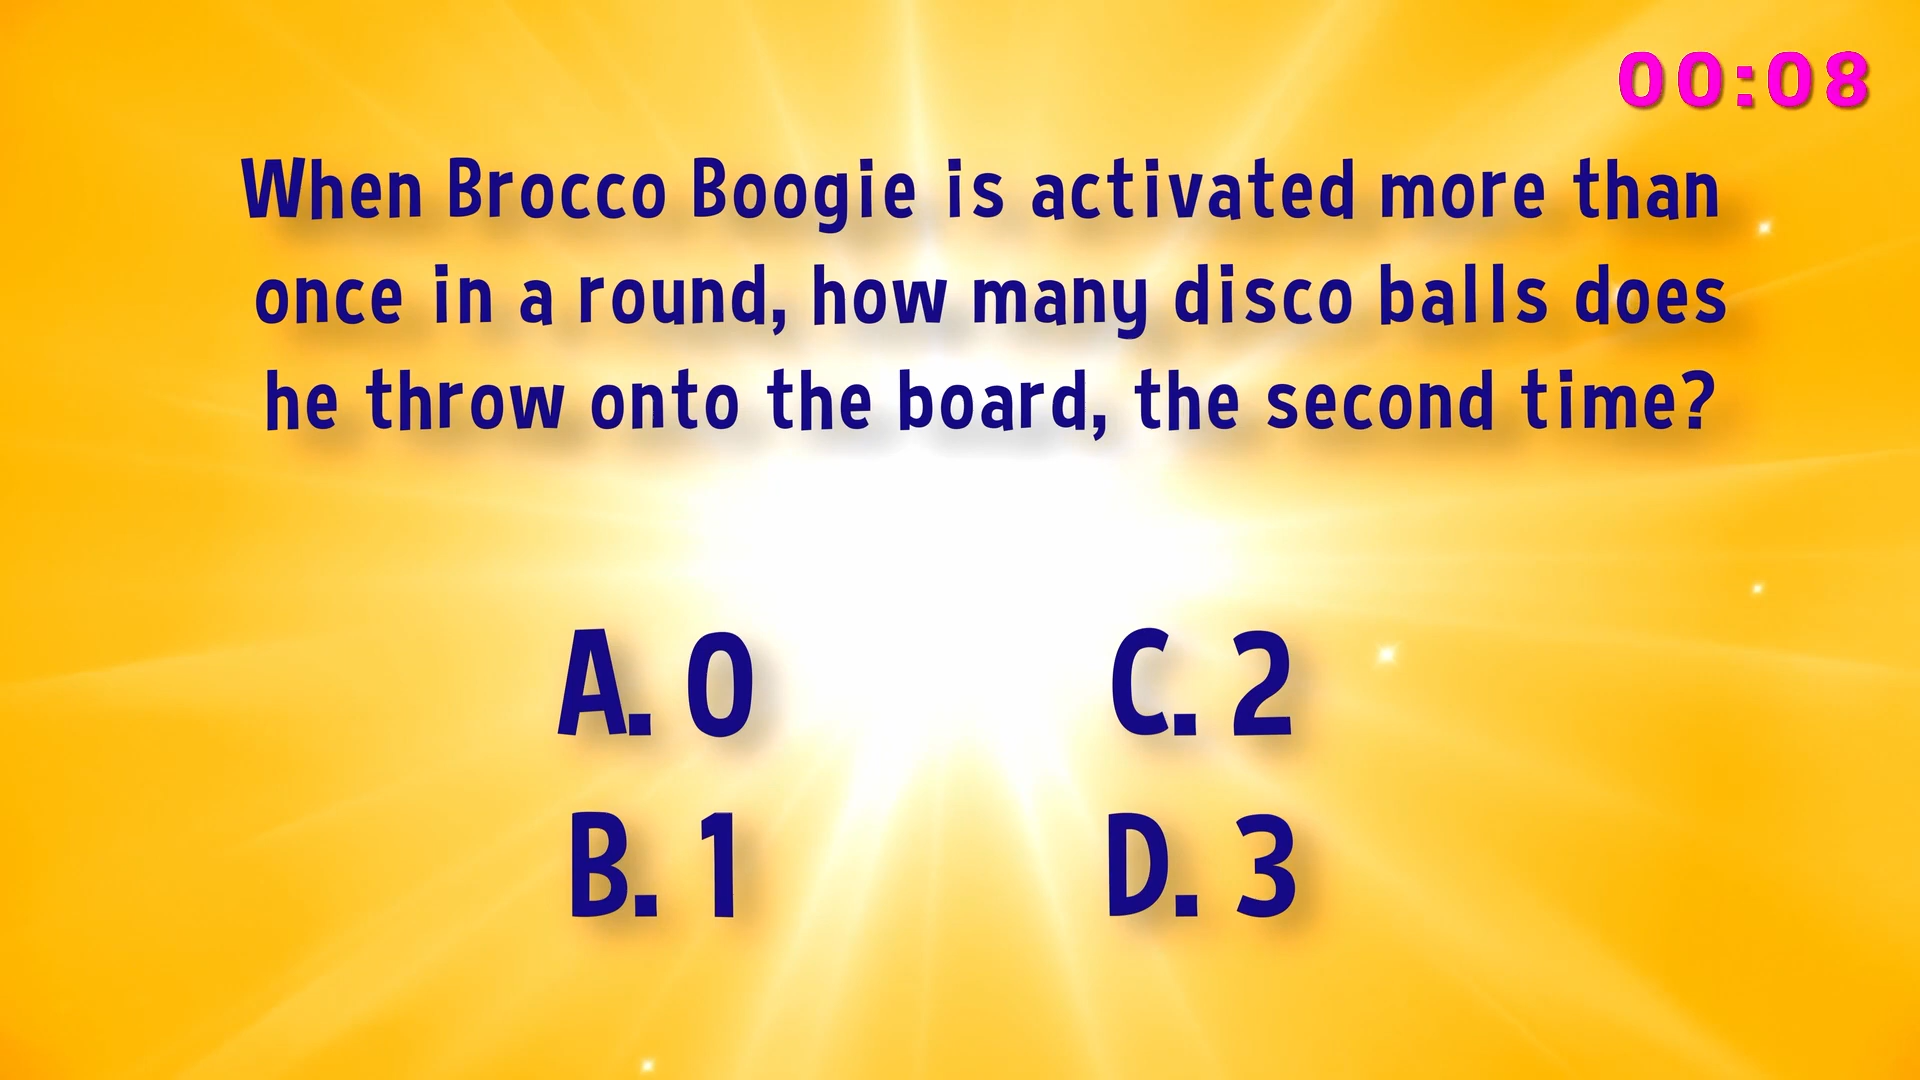 00:08
When Brocco Boogie is activated more than
once in a round, how many disco balls does
he throw onto the board, the second time?
A. 0
C. 2
B. 1
D. 3